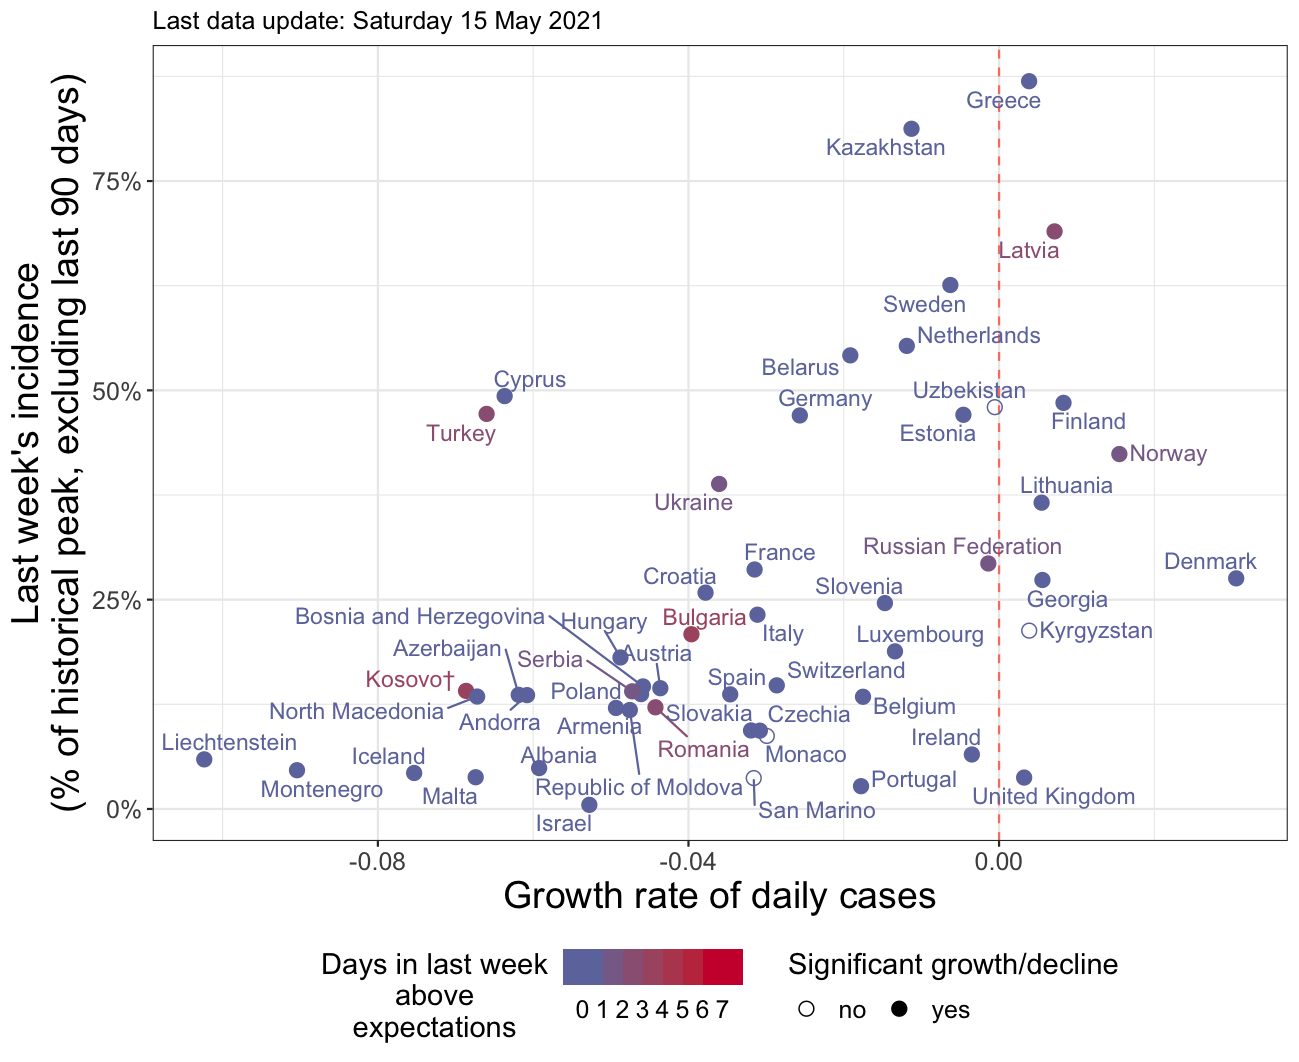 Last data update: Saturday 15 May 2021
Last week's incidence
(% of historical peak, excluding last 90 days)
75%
50%
25%
0%
Greece
Kazakhstan
Latvia
Sweden
Netherlands
Belarus
Cyprus
Uzbekistan
Germany
Finland
Turkey
Estonia
Norway
Lithuania
Ukraine
Russian Federation
France
Denmark
Croatia
Slovenia
Georgia
Bosnia and Herzegovina
Hungary
Bulgaria
Italy
Luxembourg
Kyrgyzstan
Azerbaijan
Serbia
Austria
Switzerland
Kosovo†
Poland
Spain
North Macedonia
Andorra
Armenia
Slovakia
Czechia
Belgium
Liechtenstein
Iceland
Albania
Romania
Monaco
Ireland
Montenegro
Malta
Republic of Moldova
Portugal
United Kingdom
Israel
San Marino
-0.08
-0.04
0.00
Growth rate of daily cases
Days in last week
above
expectations
0 1 2 3 4 5 6 7
Significant growth/decline
no
yes